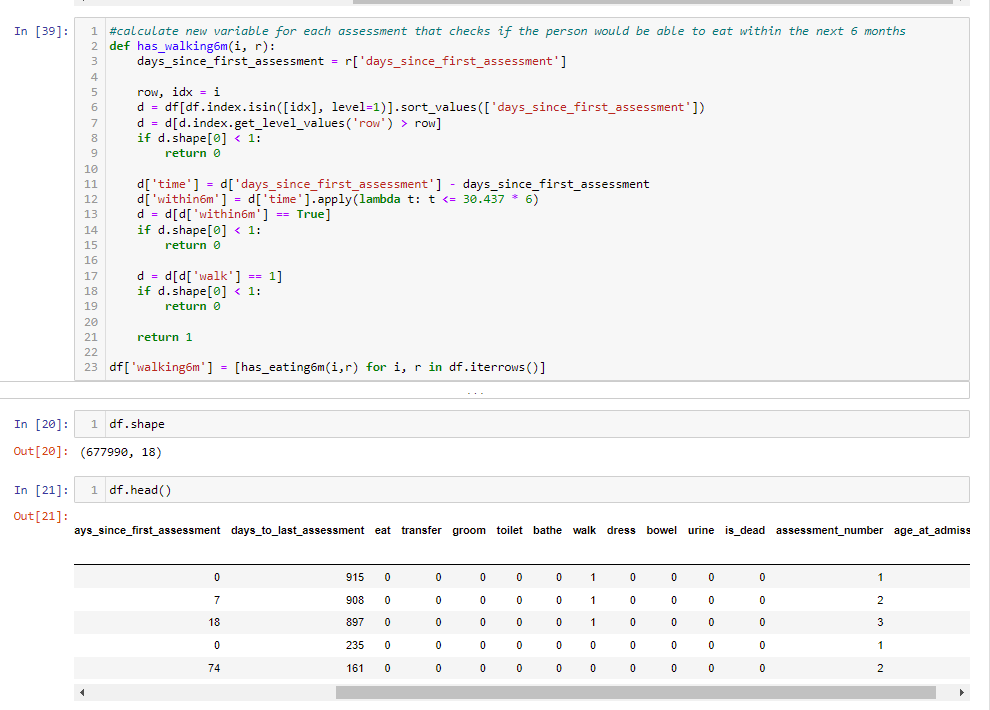 In [39]:
1 #calculate new variable for each assessment that checks if the person would be able to eat within the next 6 months
2 def has_walking6m(i, r):
3     days_since_first_assessment = r['days_since_first_assessment']
4
5     row, idx = i
6     d = df[df.index.isin([idx], level=1)].sort_values(['days_since_first_assessment'])
7     d = d[d.index.get_level_values('row') > row]
8     if d.shape[0] < 1:
9         return 0
10
11     d['time'] = d['days_since_first_assessment'] - days_since_first_assessment
12     d['within6m'] = d['time'].apply(lambda t: t <= 30.437 * 6)
13     d = d[d['within6m'] == True]
14     if d.shape[0] < 1:
15         return 0
16
17     d = d[d['walk'] == 1]
18     if d.shape[0] < 1:
19         return 0
20
21     return 1
22
23 df['walking6m'] = [has_eating6m(i,r) for i, r in df.iterrows()]
...
In [20]: 1 df.shape
Out[20]: (677990, 18)
In [21]: 1 df.head()
Out[21]:
ays_since_first_assessment days_to_last_assessment eat transfer groom toilet bathe walk dress bowel urine is_dead assessment_number age_at_admiss
0 915 0 0 0 0 0 1 0 0 0 0 1
7 908 0 0 0 0 0 1 0 0 0 0 2
18 897 0 0 0 0 0 1 0 0 0 0 3
0 235 0 0 0 0 0 0 0 0 0 0 1
74 161 0 0 0 0 0 0 0 0 0 0 2